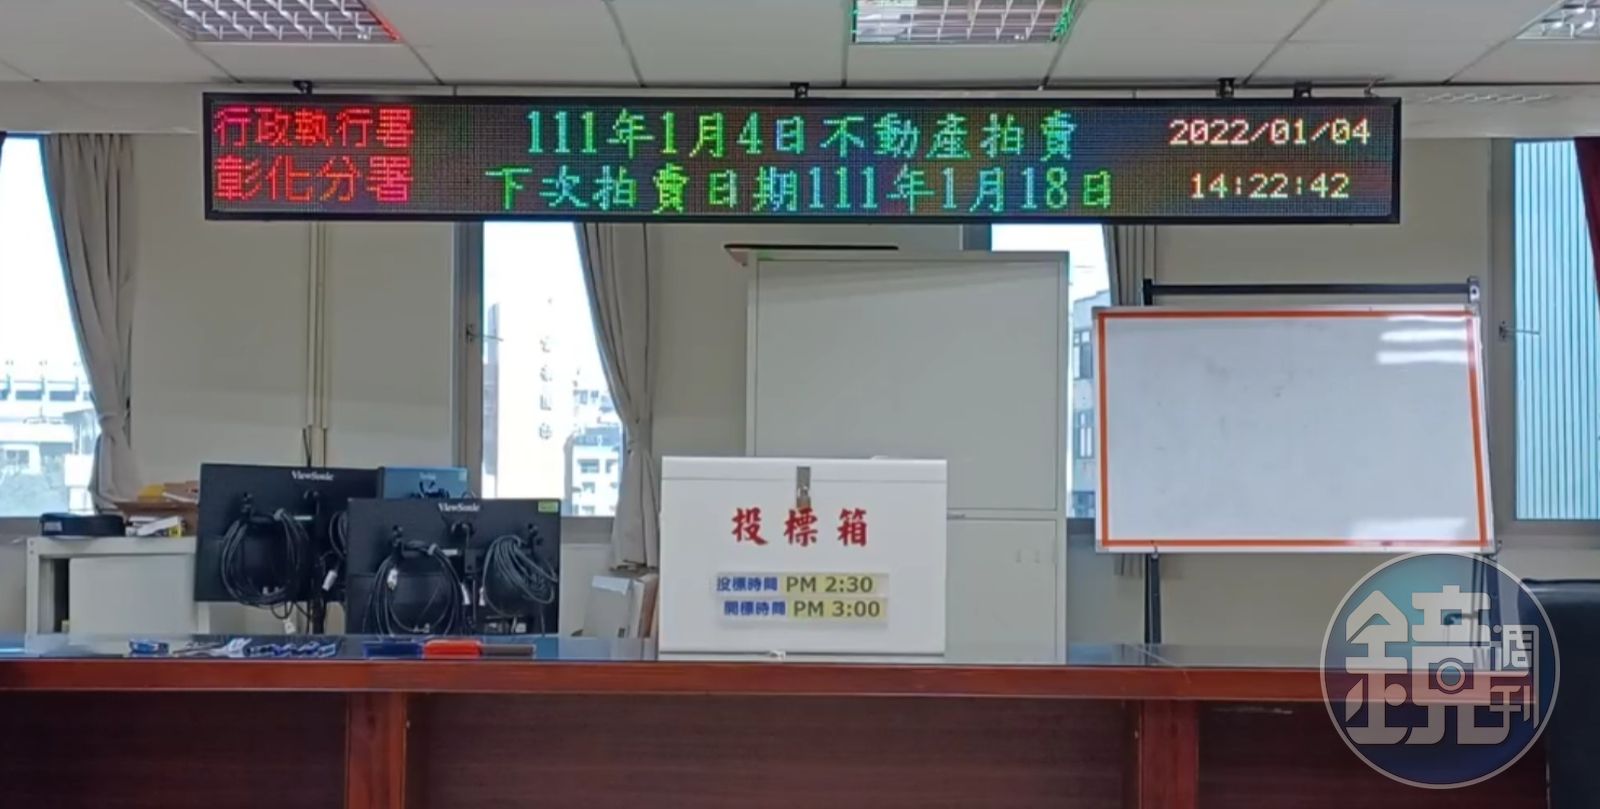 行政執行署
彰化分署
111年1月4日不動產拍賣
下次拍賣日期111年1月18日
2022/01/04
14:22:42
ViewSonic
ViewSonic
投標箱
投標時間 PM 2:30
開標時間 PM 3:00
鏡週刊